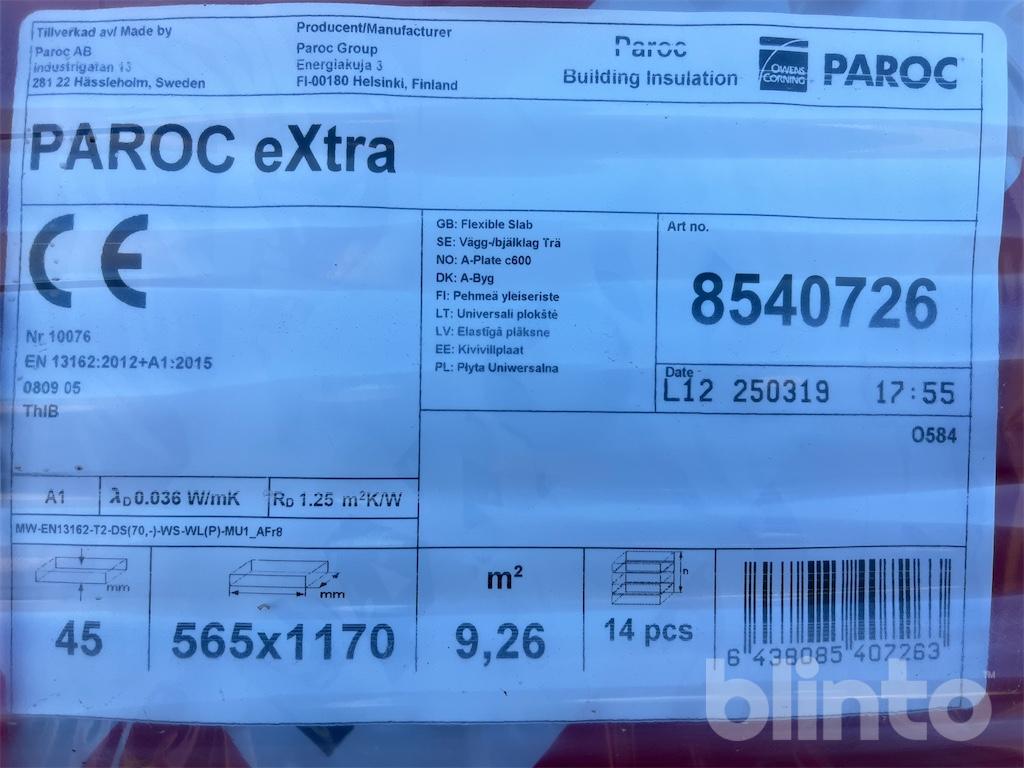 Tillverkad av/ Made by
Paroc AB
Industrigatan 13
281 22 Hässleholm, Sweden
Producent/Manufacturer
Paroc Group
Energiakuja 3
FI-00180 Helsinki, Finland
Paroc
Building Insulation
OWENS
CORNING
PAROC
PAROC eXtra
CE
Nr 10076
EN 13162:2012+A1:2015
0809 05
ThIB
GB: Flexible Slab
SE: Vägg-/bjälklag Trä
NO: A-Plate c600
DK: A-Byg
FI: Pehmeä yleiseriste
LT: Universali plokštė
LV: Elastīgā plāksne
EE: Kivivillplaat
PL: Płyta Uniwersalna
Art no.
8540726
Date
L12 250319 17:55
0584
A1
λD 0.036 W/mK
RD 1.25 m²K/W
MW-EN13162-T2-DS(70,-)-WS-WL(P)-MU1_AFr8
mm
45
mm
565x1170
m²
9,26
n
14 pcs
6 438085 407263
blinto™